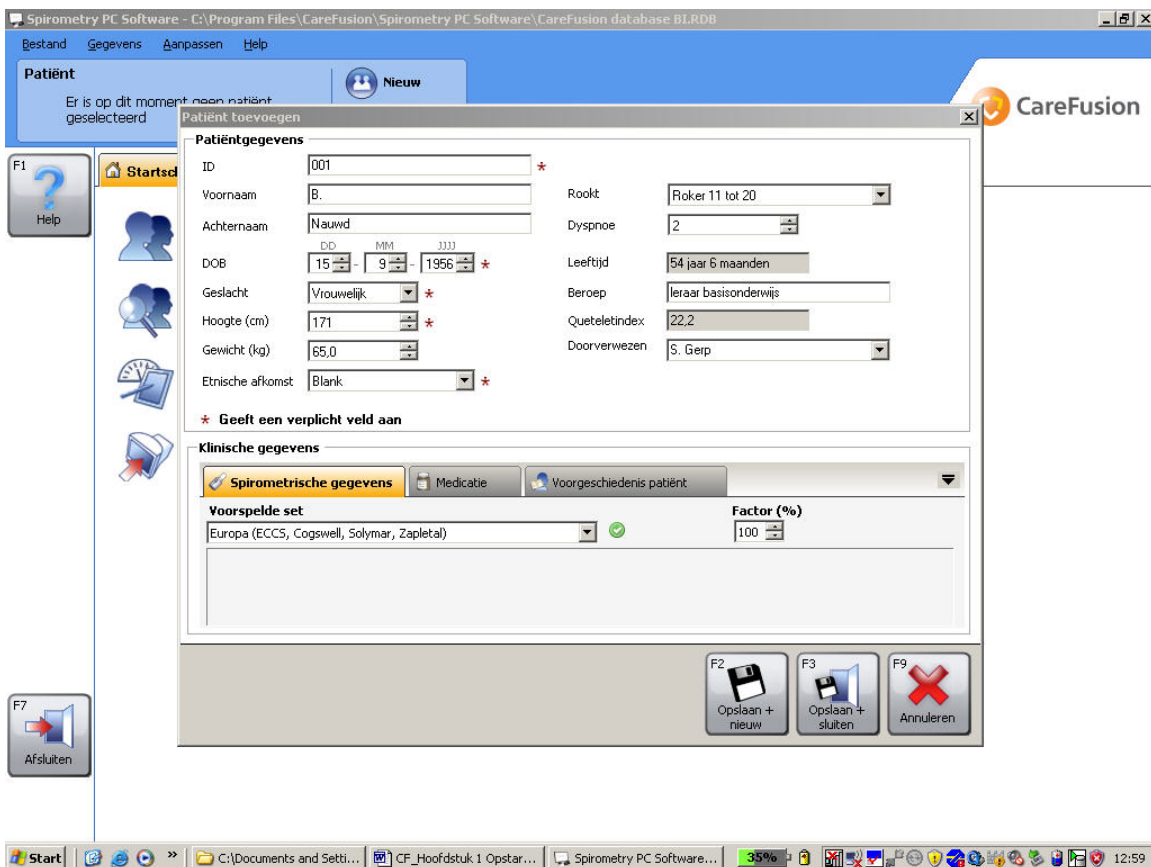 Spirometry PC Software - C:\Program Files\CareFusion\Spirometry PC Software\CareFusion database BI.RDB
Bestand Gegevens Aanpassen Help
Patiënt
Nieuw
Er is op dit moment geen patiënt
geselecteerd
CareFusion
F1
Help
Startsc
Patiënt toevoegen
Patiëntgegevens
ID 001 *
Voornaam B. Rookt Roker 11 tot 20
Achternaam Nauwd Dyspnoe 2
DD MM JJJJ
DOB 15 - 9 - 1956 * Leeftijd 54 jaar 6 maanden
Geslacht Vrouwelijk * Beroep leraar basisonderwijs
Hoogte (cm) 171 * Queteletindex 22,2
Gewicht (kg) 65,0 Doorverwezen S. Gerp
Etnische afkomst Blank *
* Geeft een verplicht veld aan
Klinische gegevens
Spirometrische gegevens Medicatie Voorgeschiedenis patiënt
Voorspelde set Factor (%)
Europa (ECCS, Cogswell, Solymar, Zapletal) 100
F2 Opslaan + nieuw
F3 Opslaan + sluiten
F9 Annuleren
F7
Afsluiten
Start » C:\Documents and Setti... CF_Hoofdstuk 1 Opstar... Spirometry PC Software... 35% 12:59